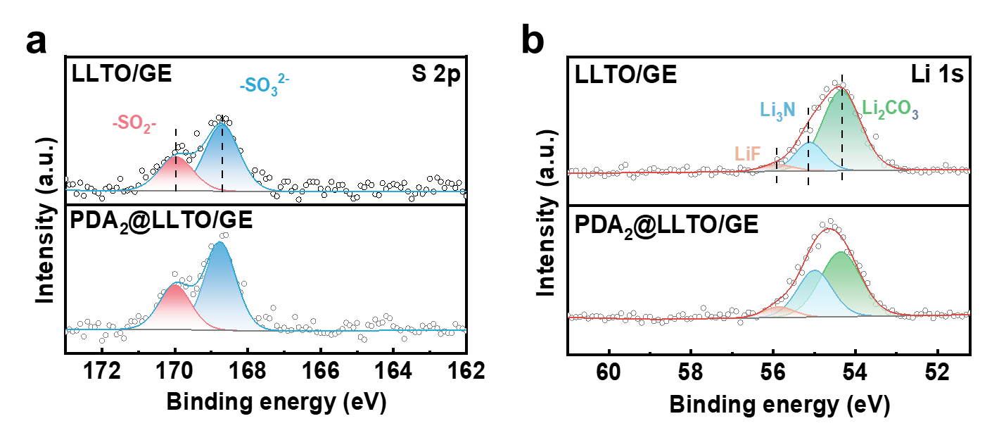 a
LLTO/GE
S 2p
-SO₃²⁻
-SO₂-
PDA₂@LLTO/GE
Intensity (a.u.)
172 170 168 166 164 162
Binding energy (eV)
b
LLTO/GE
Li 1s
Li₃N
Li₂CO₃
LiF
PDA₂@LLTO/GE
Intensity (a.u.)
60 58 56 54 52
Binding energy (eV)